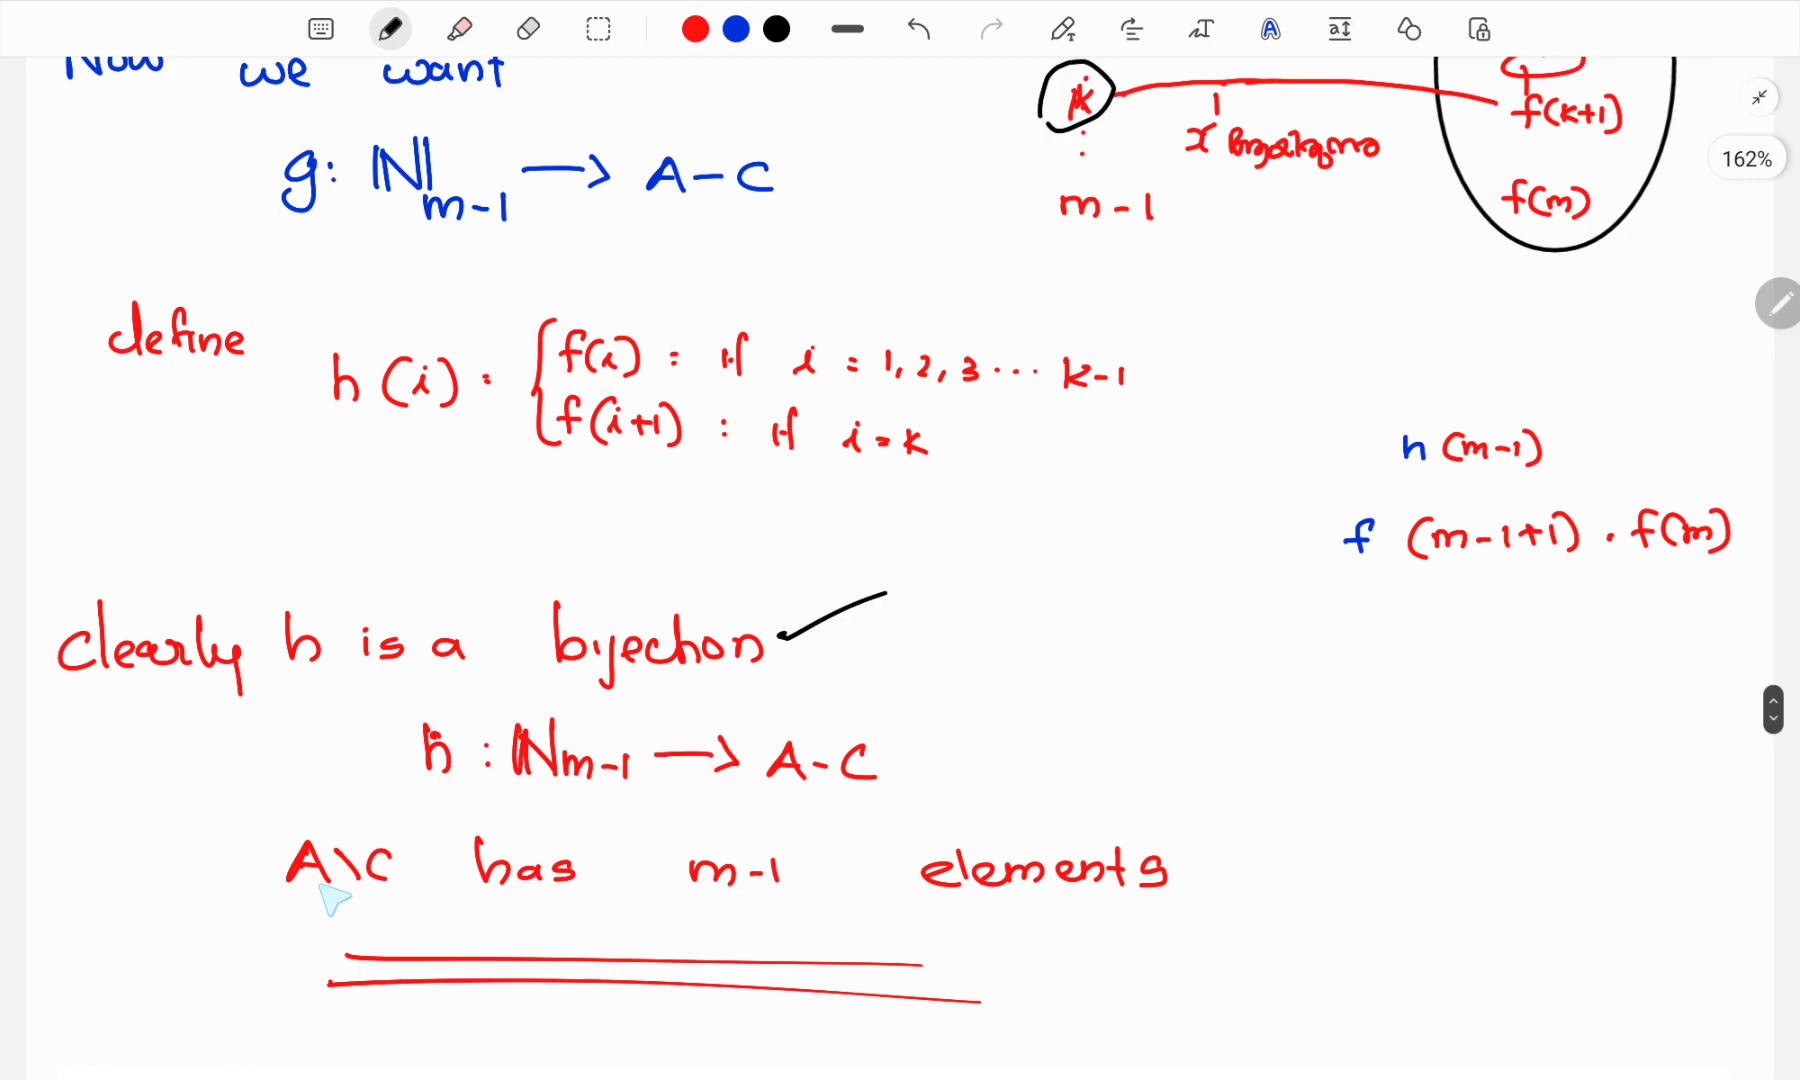 Now we want
g: ℕm-1 → A-C
k
f(k+1)
x
m-1
f(m)
define
h(i) = { f(i) : if i = 1, 2, 3 ... k-1
f(i+1) : if i = k
h(m-1)
f (m-1+1) . f(m)
clearly h is a bijection ✓
h : ℕm-1 → A-C
A\C has m-1 elements
162%